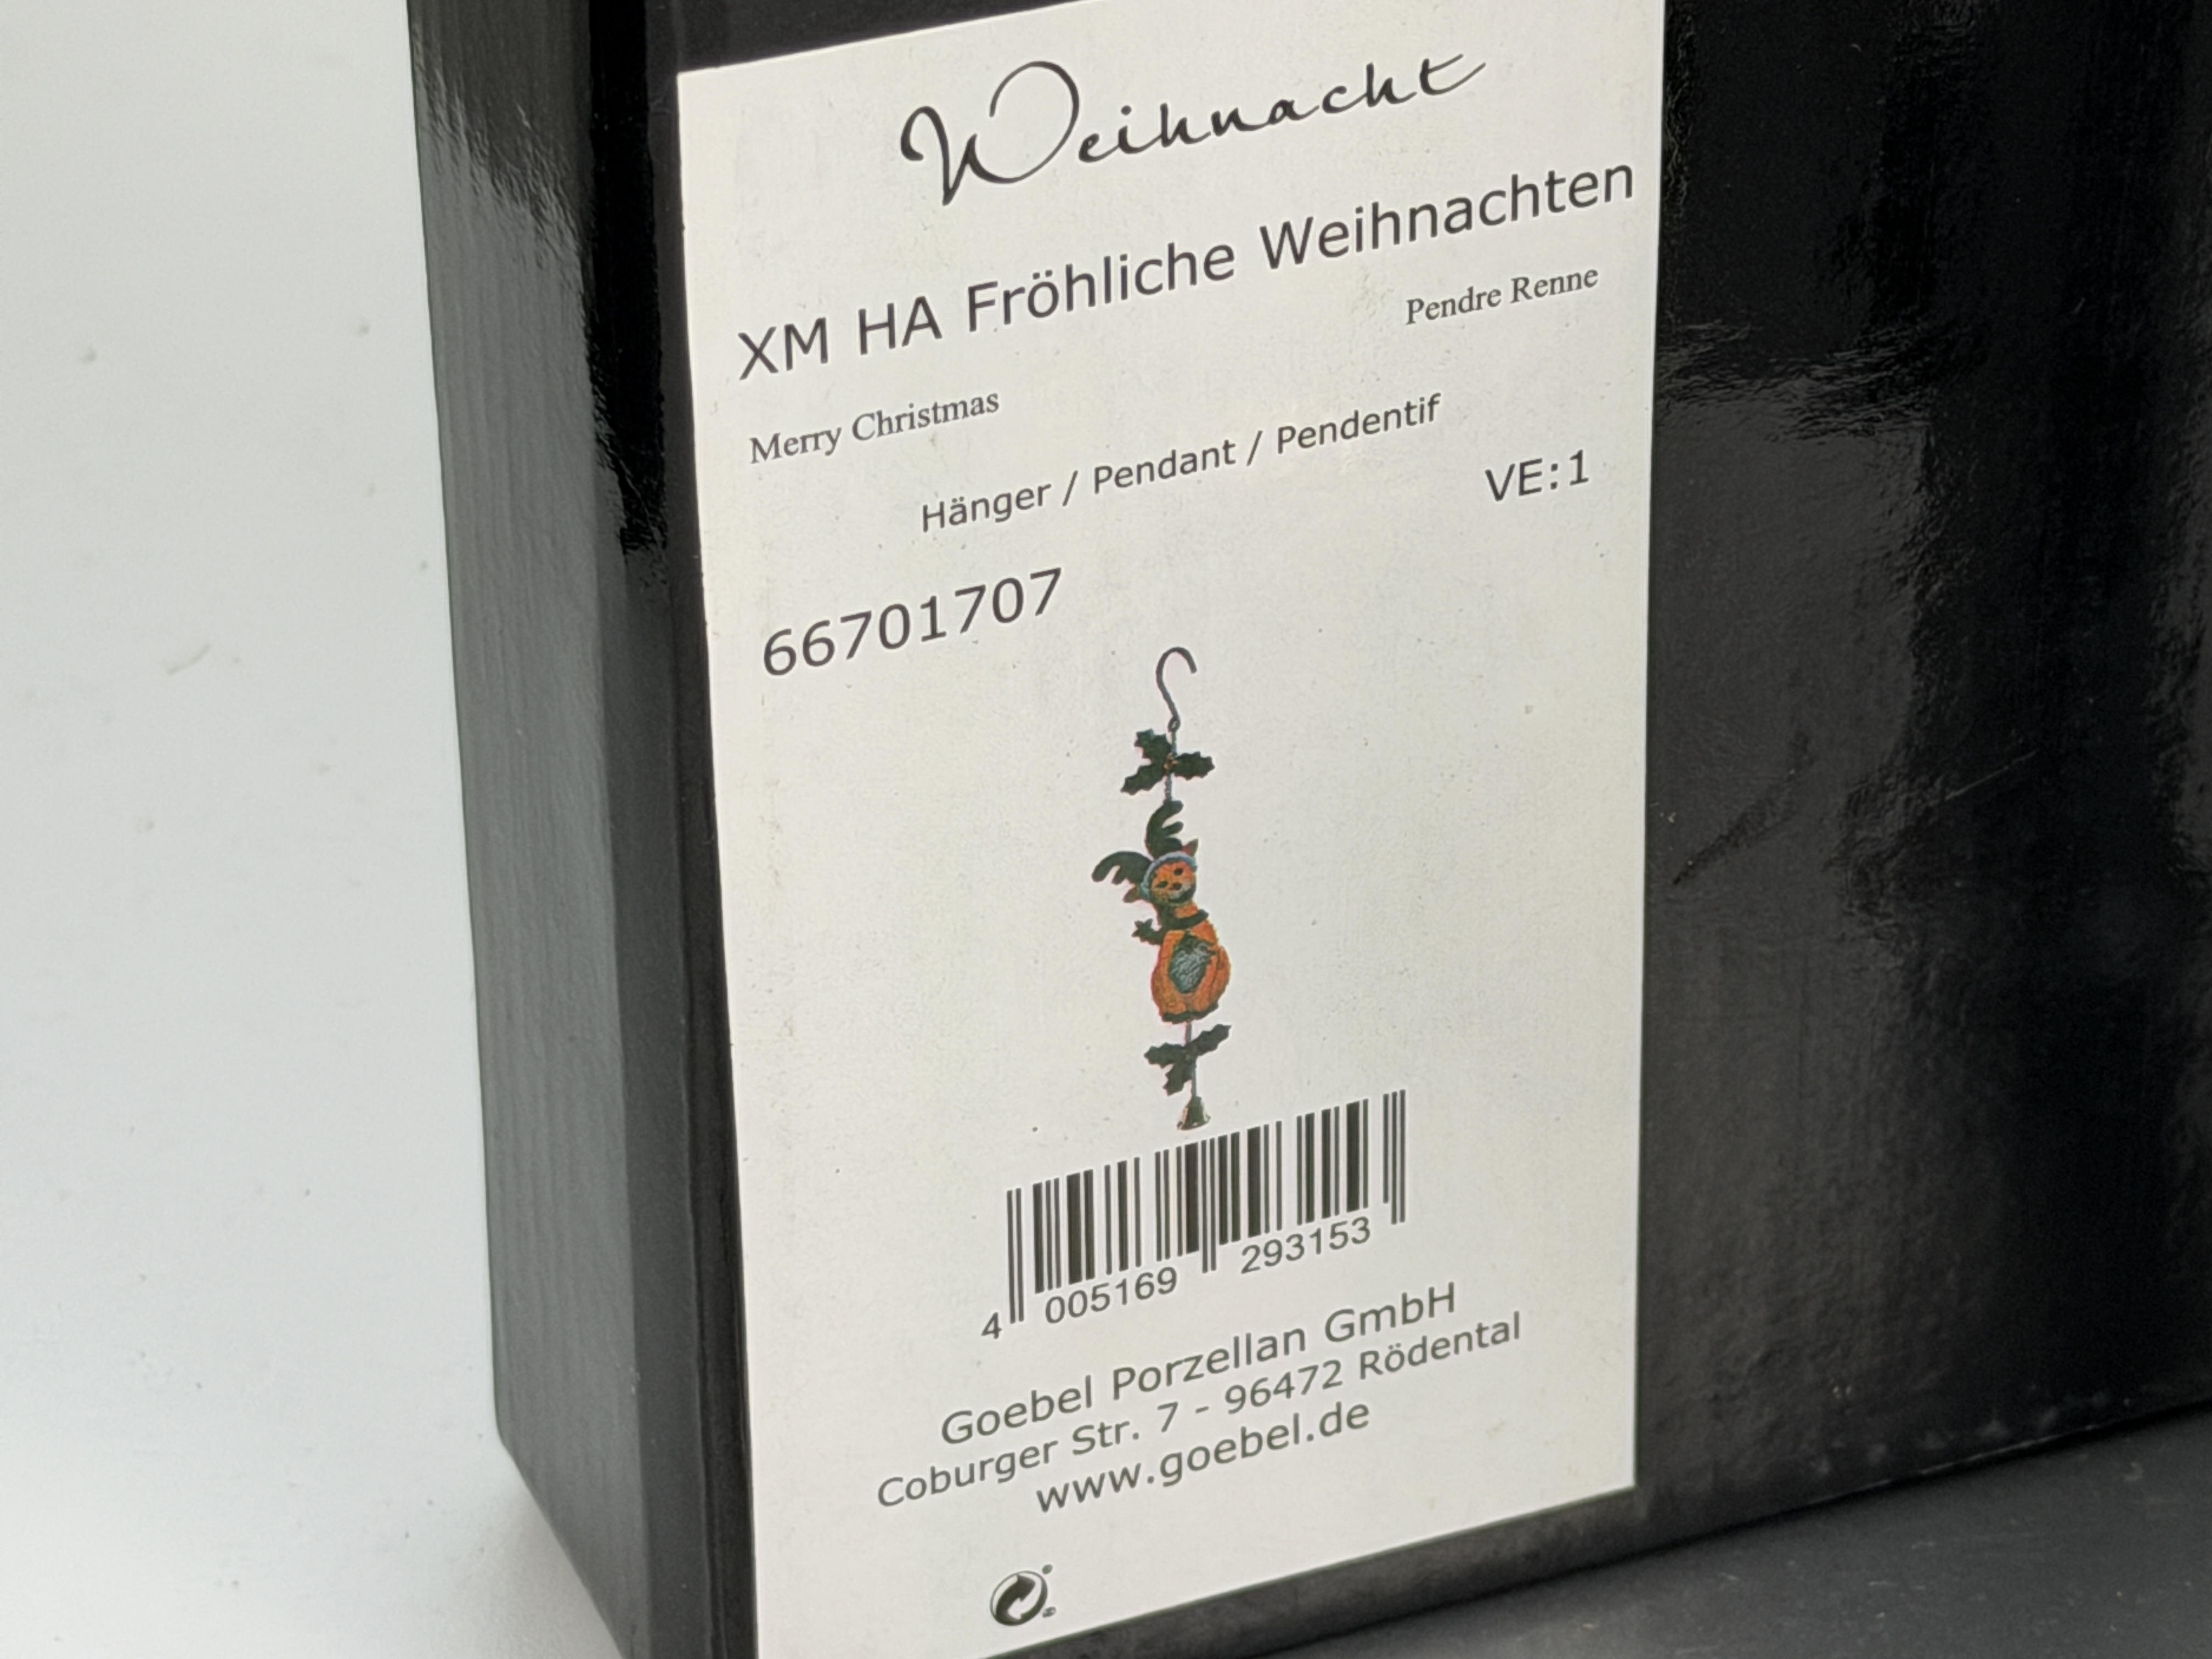 Weihnacht
XM HA Fröhliche Weihnachten
Merry Christmas
Pendre Renne
Hänger / Pendant / Pendentif
VE:1
66701707
4 005169 293153
Goebel Porzellan GmbH
Coburger Str. 7 - 96472 Rödental
www.goebel.de